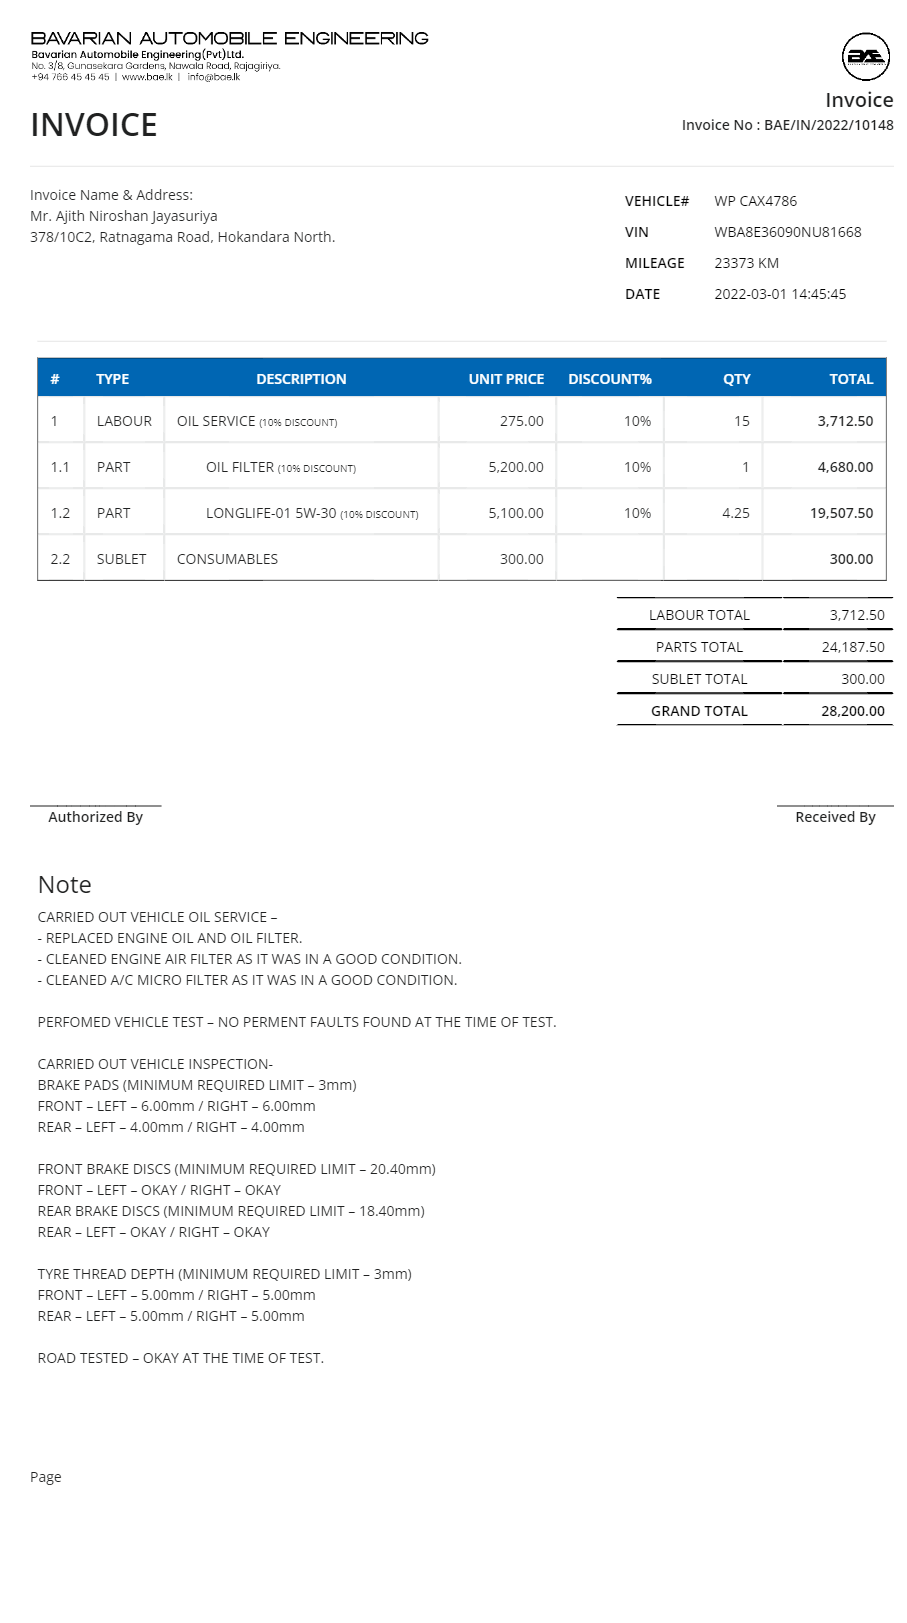 BAVARIAN AUTOMOBILE ENGINEERING
Bavarian Automobile Engineering(Pvt)Ltd.
No. 3/8, Gunasekara Gardens, Nawala Road, Rajagiriya.
+94 766 45 45 45 | www.bae.lk | info@bae.lk
BAE
Invoice
INVOICE
Invoice No : BAE/IN/2022/10148
Invoice Name & Address:
Mr. Ajith Niroshan Jayasuriya
378/10C2, Ratnagama Road, Hokandara North.
VEHICLE# WP CAX4786
VIN WBA8E36090NU81668
MILEAGE 23373 KM
DATE 2022-03-01 14:45:45
# TYPE DESCRIPTION UNIT PRICE DISCOUNT% QTY TOTAL
1 LABOUR OIL SERVICE (10% DISCOUNT) 275.00 10% 15 3,712.50
1.1 PART OIL FILTER (10% DISCOUNT) 5,200.00 10% 1 4,680.00
1.2 PART LONGLIFE-01 5W-30 (10% DISCOUNT) 5,100.00 10% 4.25 19,507.50
2.2 SUBLET CONSUMABLES 300.00 300.00
LABOUR TOTAL 3,712.50
PARTS TOTAL 24,187.50
SUBLET TOTAL 300.00
GRAND TOTAL 28,200.00
Authorized By Received By
Note
CARRIED OUT VEHICLE OIL SERVICE –
- REPLACED ENGINE OIL AND OIL FILTER.
- CLEANED ENGINE AIR FILTER AS IT WAS IN A GOOD CONDITION.
- CLEANED A/C MICRO FILTER AS IT WAS IN A GOOD CONDITION.
PERFOMED VEHICLE TEST – NO PERMENT FAULTS FOUND AT THE TIME OF TEST.
CARRIED OUT VEHICLE INSPECTION-
BRAKE PADS (MINIMUM REQUIRED LIMIT – 3mm)
FRONT – LEFT – 6.00mm / RIGHT – 6.00mm
REAR – LEFT – 4.00mm / RIGHT – 4.00mm
FRONT BRAKE DISCS (MINIMUM REQUIRED LIMIT – 20.40mm)
FRONT – LEFT – OKAY / RIGHT – OKAY
REAR BRAKE DISCS (MINIMUM REQUIRED LIMIT – 18.40mm)
REAR – LEFT – OKAY / RIGHT – OKAY
TYRE THREAD DEPTH (MINIMUM REQUIRED LIMIT – 3mm)
FRONT – LEFT – 5.00mm / RIGHT – 5.00mm
REAR – LEFT – 5.00mm / RIGHT – 5.00mm
ROAD TESTED – OKAY AT THE TIME OF TEST.
Page